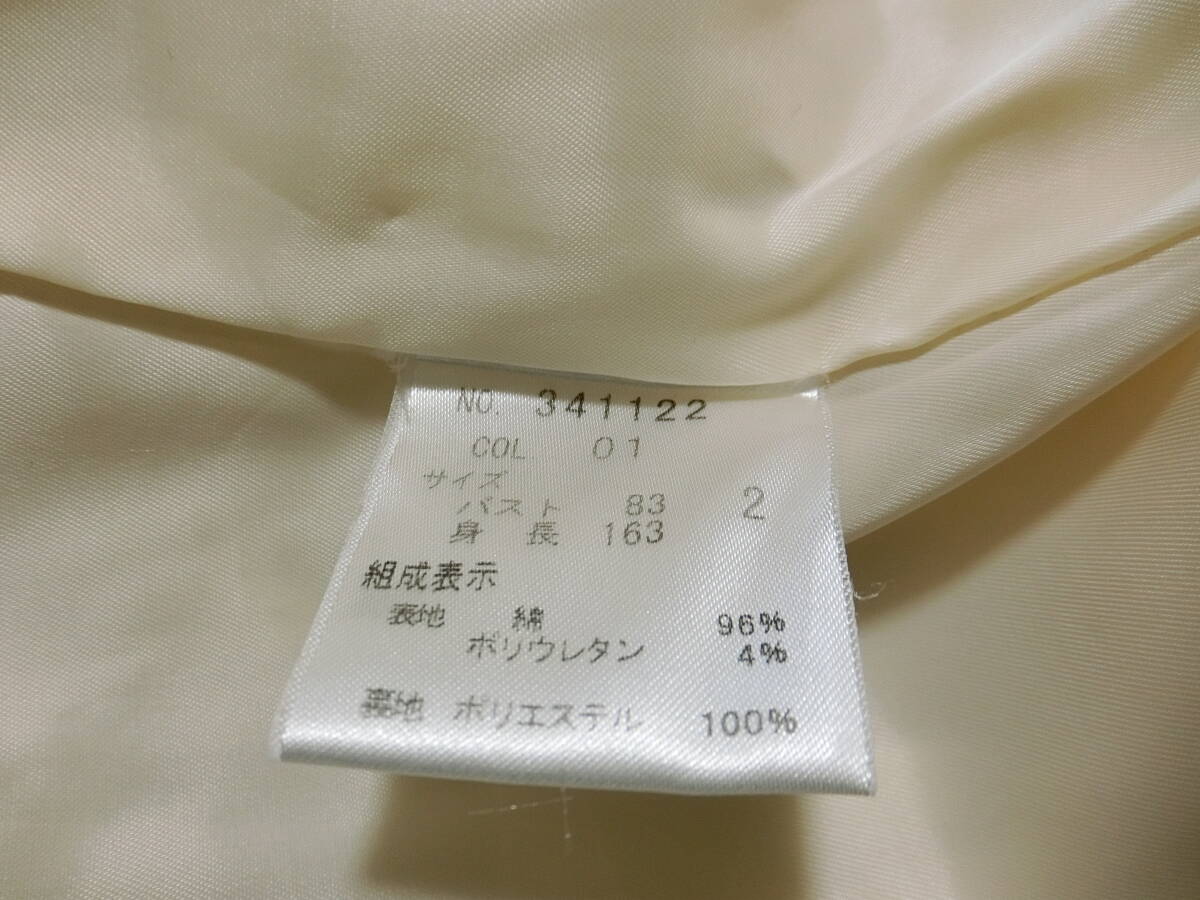 NO. 341122
COL 01
サイズ
バスト 83 2
身 長 163
組成表示
表地 綿 96%
ポリウレタン 4%
裏地 ポリエステル 100%